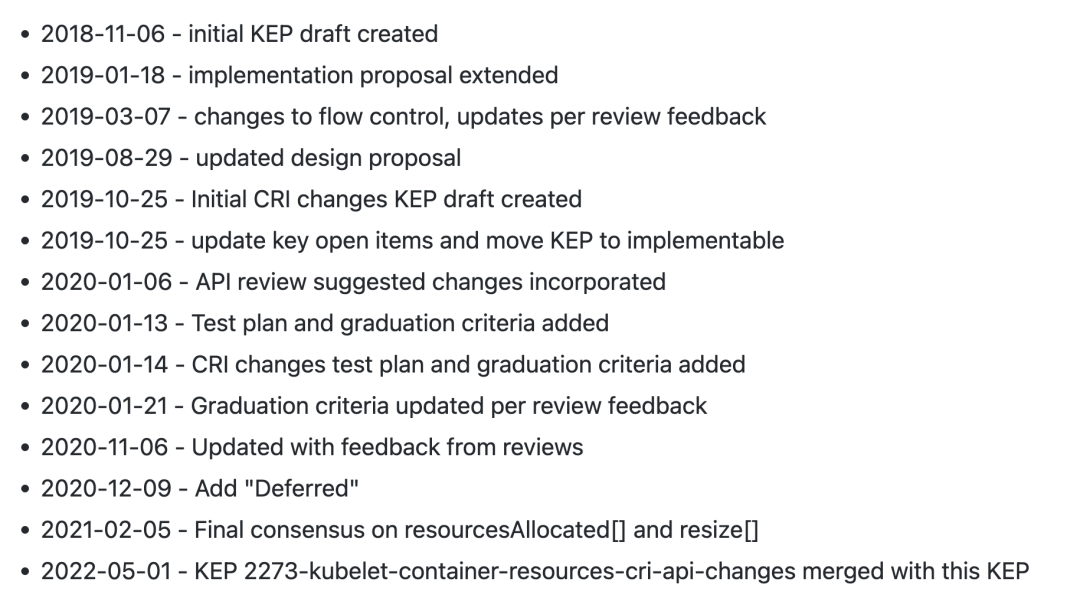 • 2018-11-06 - initial KEP draft created
• 2019-01-18 - implementation proposal extended
• 2019-03-07 - changes to flow control, updates per review feedback
• 2019-08-29 - updated design proposal
• 2019-10-25 - Initial CRI changes KEP draft created
• 2019-10-25 - update key open items and move KEP to implementable
• 2020-01-06 - API review suggested changes incorporated
• 2020-01-13 - Test plan and graduation criteria added
• 2020-01-14 - CRI changes test plan and graduation criteria added
• 2020-01-21 - Graduation criteria updated per review feedback
• 2020-11-06 - Updated with feedback from reviews
• 2020-12-09 - Add "Deferred"
• 2021-02-05 - Final consensus on resourcesAllocated[] and resize[]
• 2022-05-01 - KEP 2273-kubelet-container-resources-cri-api-changes merged with this KEP